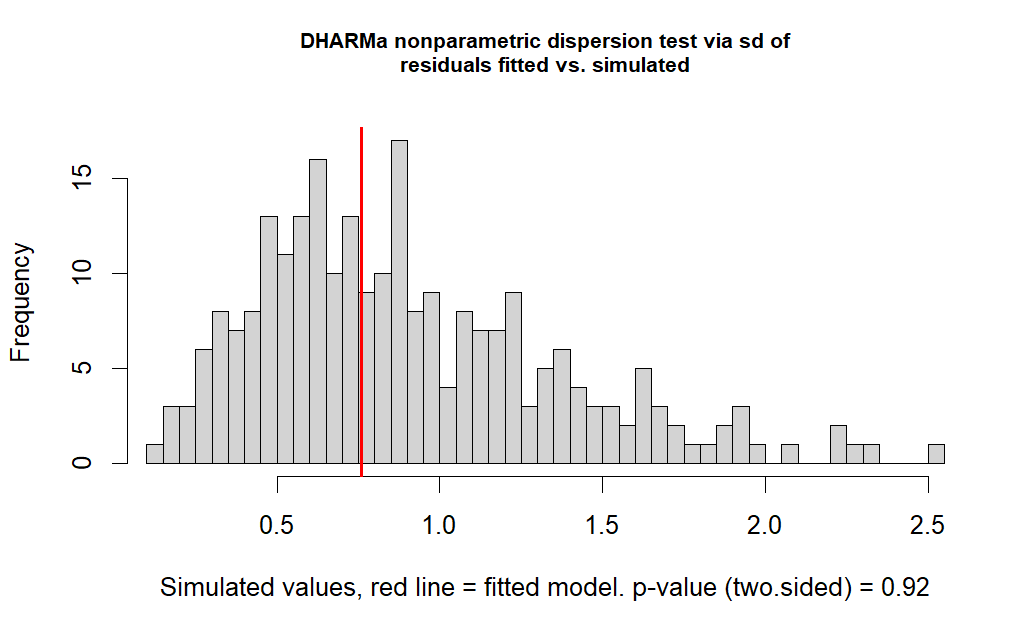 DHARMa nonparametric dispersion test via sd of
residuals fitted vs. simulated
Frequency
15
10
5
0
0.5 1.0 1.5 2.0 2.5
Simulated values, red line = fitted model. p-value (two.sided) = 0.92